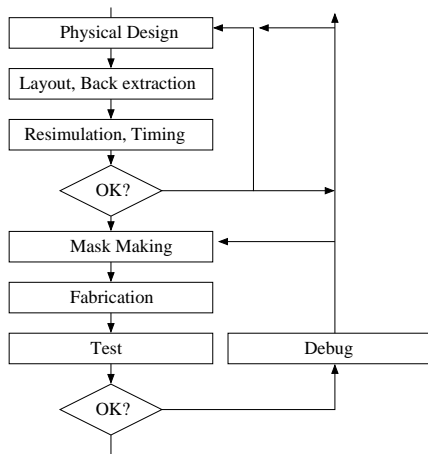 Physical Design
Layout, Back extraction
Resimulation, Timing
OK?
Mask Making
Fabrication
Test
Debug
OK?